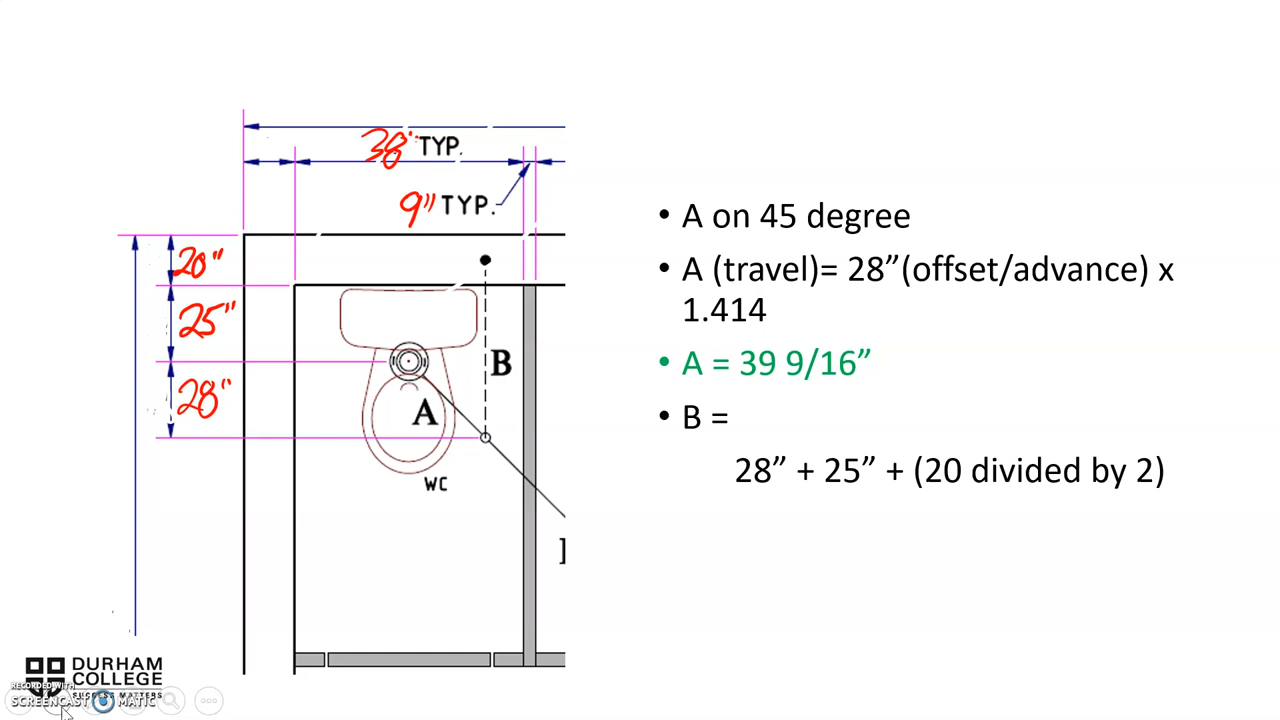 38" TYP.
9" TYP.
20"
25"
28"
B
A
WC
• A on 45 degree
• A (travel)= 28”(offset/advance) x
1.414
• A = 39 9/16”
• B =
28” + 25” + (20 divided by 2)
DURHAM
COLLEGE
SUCCESS MATTERS
RECORDED WITH
SCREENCAST MATIC